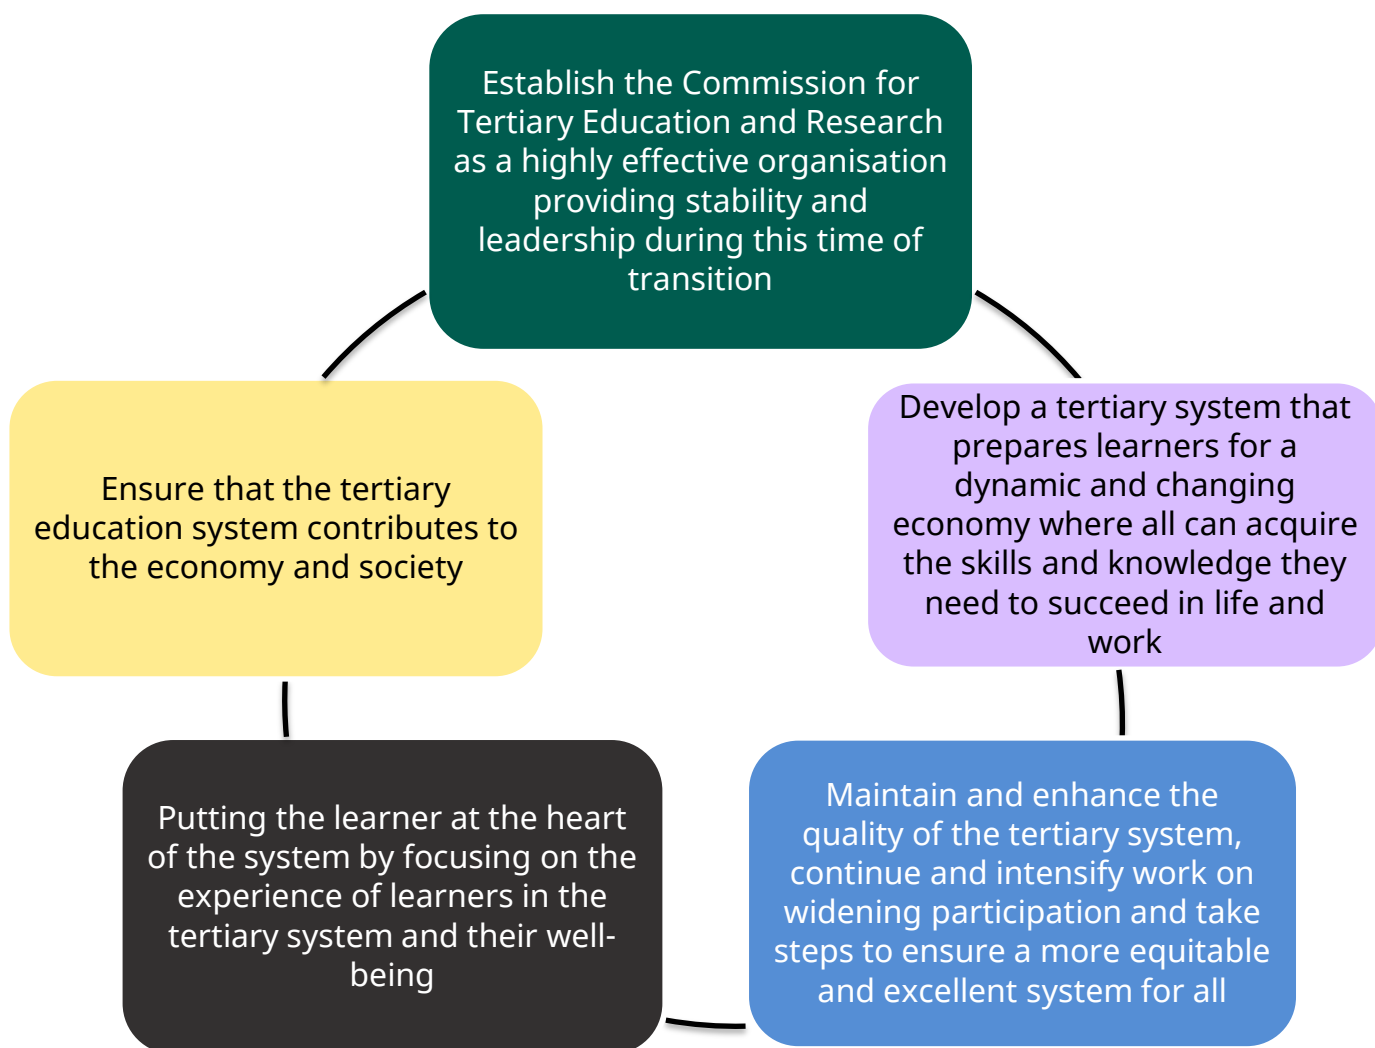 Establish the Commission for
Tertiary Education and Research
as a highly effective organisation
providing stability and
leadership during this time of
transition
Develop a tertiary system that
prepares learners for a
dynamic and changing
economy where all can acquire
the skills and knowledge they
need to succeed in life and
work
Maintain and enhance the
quality of the tertiary system,
continue and intensify work on
widening participation and take
steps to ensure a more equitable
and excellent system for all
Putting the learner at the heart
of the system by focusing on the
experience of learners in the
tertiary system and their well-
being
Ensure that the tertiary
education system contributes to
the economy and society